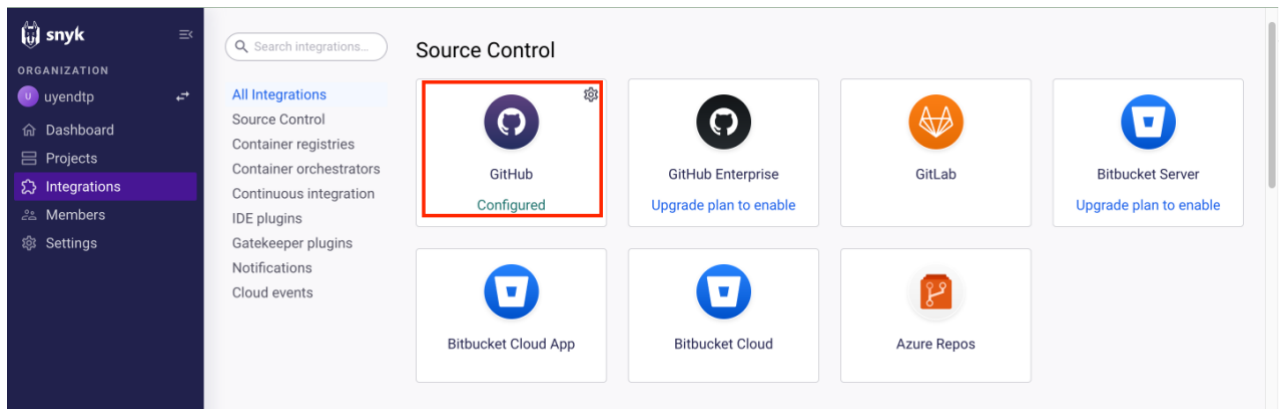 snyk
ORGANIZATION
U uyendtp
Dashboard
Projects
Integrations
Members
Settings
Search integrations...
All Integrations
Source Control
Container registries
Container orchestrators
Continuous integration
IDE plugins
Gatekeeper plugins
Notifications
Cloud events
Source Control
GitHub
Configured
GitHub Enterprise
Upgrade plan to enable
GitLab
Bitbucket Server
Upgrade plan to enable
Bitbucket Cloud App
Bitbucket Cloud
Azure Repos